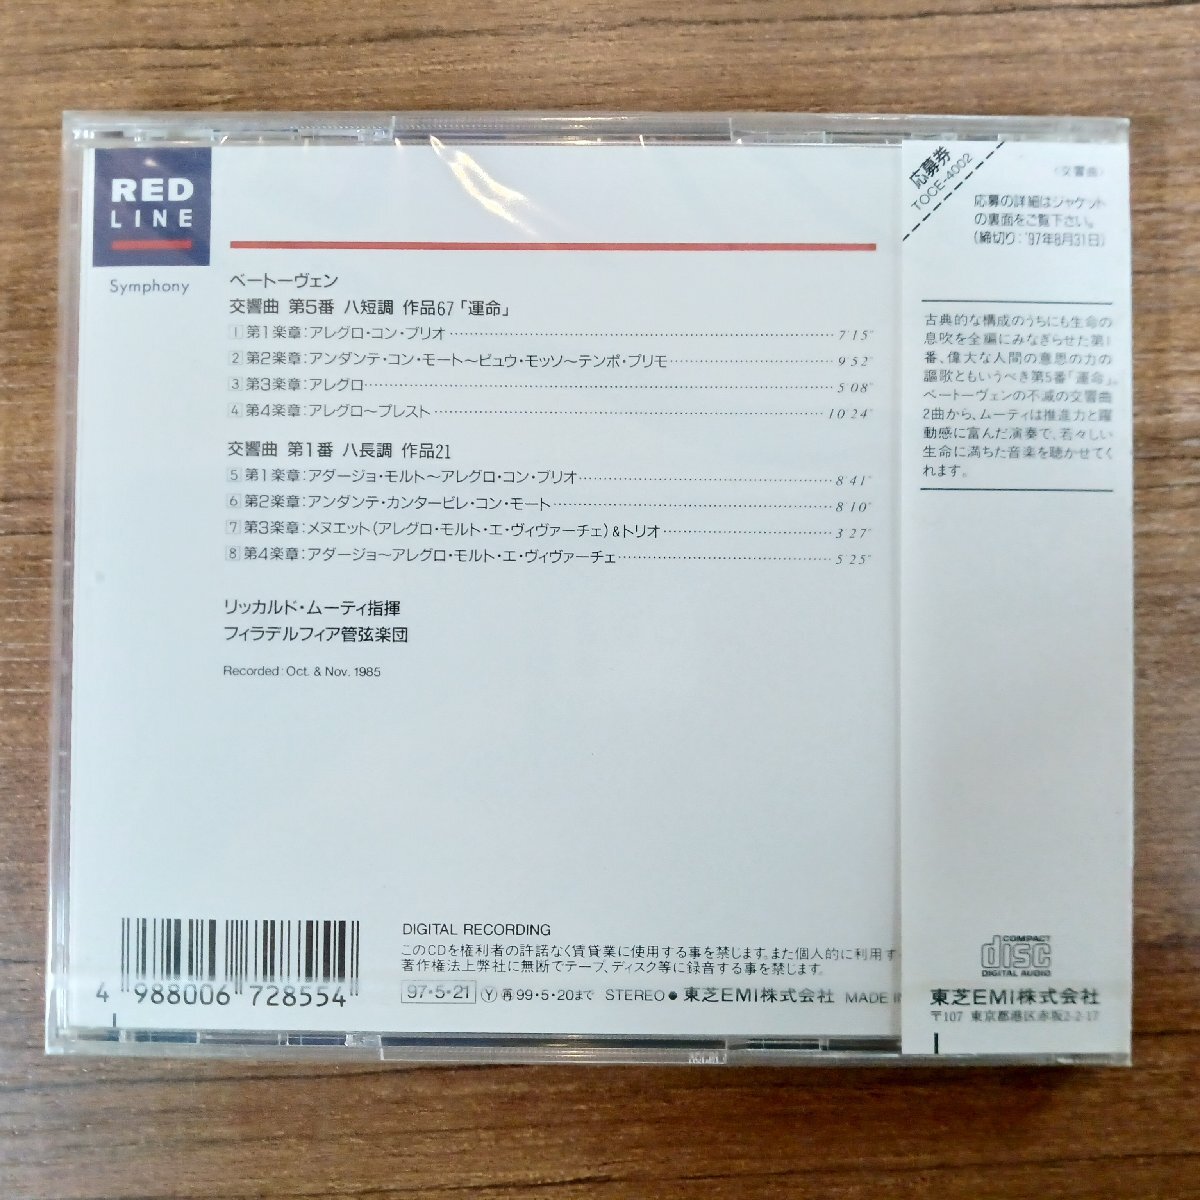 RED
LINE
Symphony
ベートーヴェン
交響曲 第5番 ハ短調 作品67「運命」
1 第1楽章:アレグロ・コン・ブリオ 7'15"
2 第2楽章:アンダンテ・コン・モート〜ピュウ・モッソ〜テンポ・プリモ 9'52"
3 第3楽章:アレグロ 5'08"
4 第4楽章:アレグロ〜プレスト 10'24"
交響曲 第1番 ハ長調 作品21
5 第1楽章:アダージョ・モルト〜アレグロ・コン・ブリオ 8'41"
6 第2楽章:アンダンテ・カンタービレ・コン・モート 8'10"
7 第3楽章:メヌエット(アレグロ・モルト・エ・ヴィヴァーチェ)&トリオ 3'27"
8 第4楽章:アダージョ〜アレグロ・モルト・エ・ヴィヴァーチェ 5'25"
リッカルド・ムーティ指揮
フィラデルフィア管弦楽団
Recorded: Oct. & Nov. 1985
DIGITAL RECORDING
このCDを権利者の許諾なく賃貸業に使用する事を禁じます。また個人的に利用す
著作権法上弊社に無断でテープ、ディスク等に録音する事を禁じます。
97・5・21 Ⓨ再99・5・20まで STEREO● 東芝EMI株式会社 MADE IN
4 988006 728554
応募券
TOCE-4002
〈交響曲〉
応募の詳細はジャケット
の裏面をご覧下さい。
(締切り:'97年8月31日)
古典的な構成のうちにも生命の
息吹を全編にみなぎらせた第1
番、偉大な人間の意思の力の
謳歌ともいうべき第5番「運命」。
ベートーヴェンの不滅の交響曲
2曲から、ムーティは推進力と躍
動感に富んだ演奏で、若々しい
生命に満ちた音楽を聴かせてく
れます。
COMPACT
disc
DIGITAL AUDIO
東芝EMI株式会社
〒107 東京都港区赤坂2-2-17